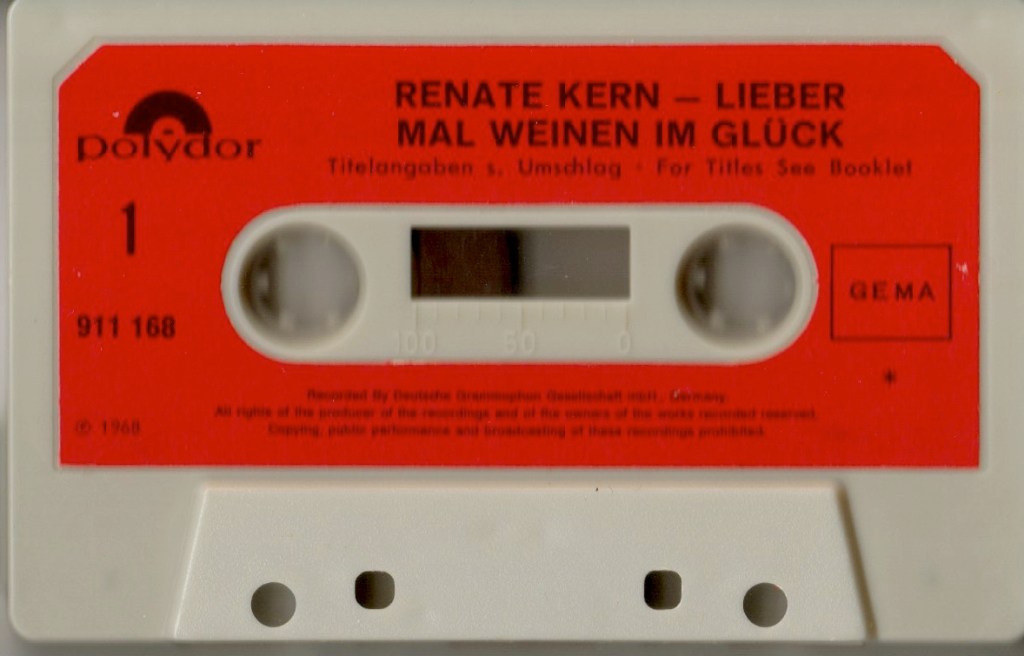 polydor
RENATE KERN — LIEBER
MAL WEINEN IM GLÜCK
Titelangaben s. Umschlag · For Titles See Booklet
1
911 168
GEMA
*
100 50 0
Recorded By Deutsche Grammophon Gesellschaft mbH., Germany.
All rights of the producer of the recordings and of the owners of the works recorded reserved.
Copying, public performance and broadcasting of these recordings prohibited.
© 1968